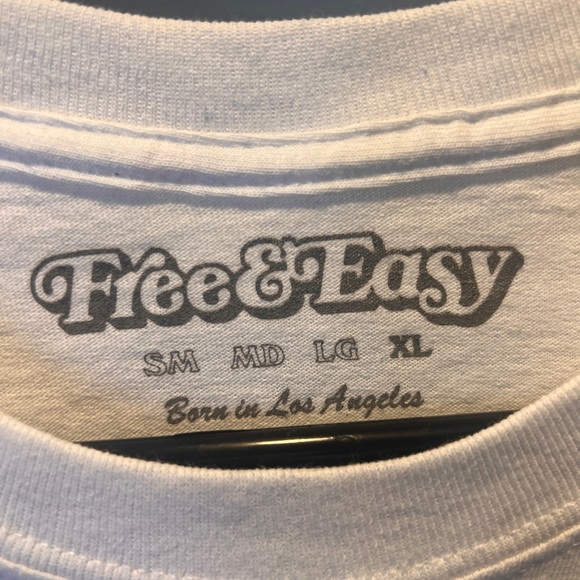 Free&Easy
SM MD LG XL
Born in Los Angeles